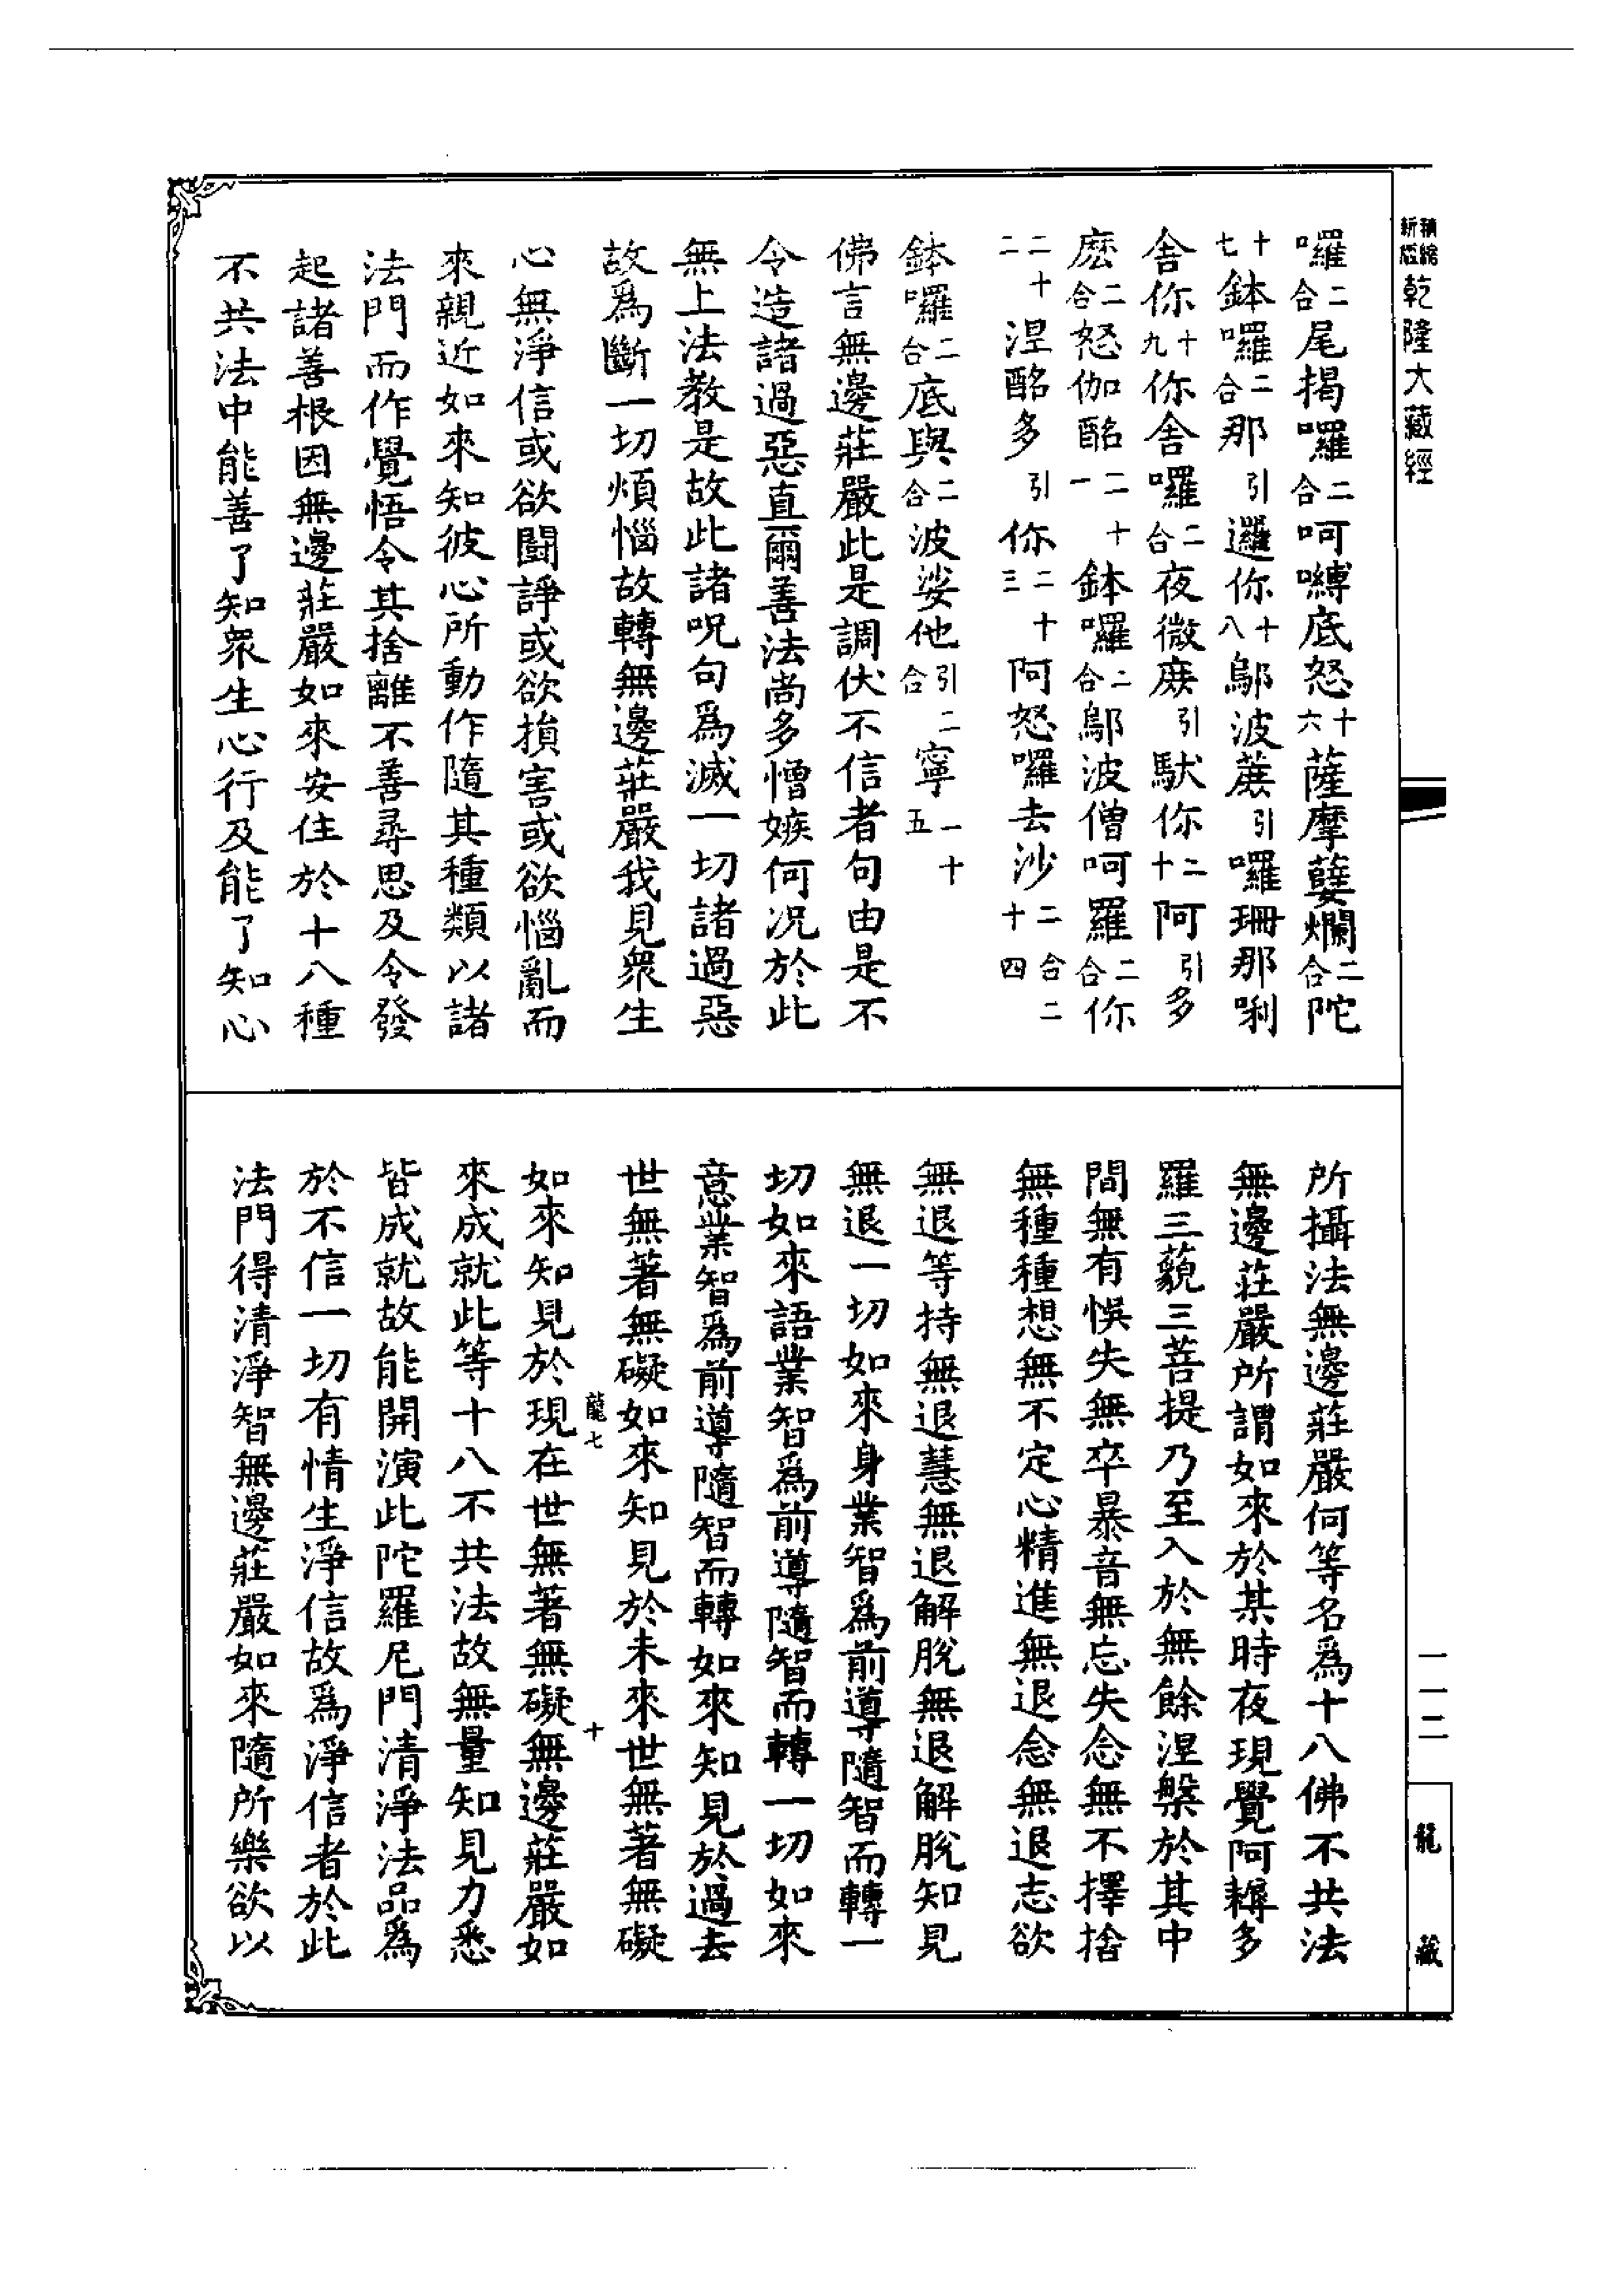 乾隆大藏經
囉二合尾揭囉二合呵嚩底怒十六薩摩蘖爛二合陀
十七鉢囉二合那引邏你十八鄔波蔗引囉珊那唎
舍你十九你舍囉二合夜微庾引馱你二十阿引多
麽二合怒伽酩二十一鉢囉二合鄔波僧呵羅二合你
二十二涅酩多引你二十三阿怒囉去沙二合二十四
鉢囉二合底與二合波娑他引合二寧二十五
佛言無邊莊嚴此是調伏不信者句由是不
令造諸過惡直爾善法尚多憎嫉何況於此
無上法教是故此諸呪句爲滅一切諸過惡
故爲斷一切煩惱故轉無邊莊嚴我見衆生
心無淨信或欲鬪諍或欲損害或欲惱亂而
來親近如來知彼心所動作隨其種類以諸
法門而作覺悟令其捨離不善尋思及令發
起諸善根因無邊莊嚴如來安住於十八種
不共法中能善了知衆生心行及能了知心
所攝法無邊莊嚴何等名爲十八佛不共法
無邊莊嚴所謂如來於某時夜現覺阿耨多
羅三藐三菩提乃至入於無餘涅槃於其中
間無有悞失無卒暴音無忘失念無不擇捨
無種種想無不定心精進無退念無退志欲
無退等持無退慧無退解脫無退解脫知見
無退一切如來身業智爲前導隨智而轉一
切如來語業智爲前導隨智而轉一切如來
意業智爲前導隨智而轉如來知見於過去
世無著無礙如來知見於未來世無著無礙
龍七 十
如來知見於現在世無著無礙無邊莊嚴如
來成就此等十八不共法故無量知見力悉
皆成就故能開演此陀羅尼門清淨法品爲
於不信一切有情生淨信故爲淨信者於此
法門得清淨智無邊莊嚴如來隨所樂欲以
一一二
龍藏